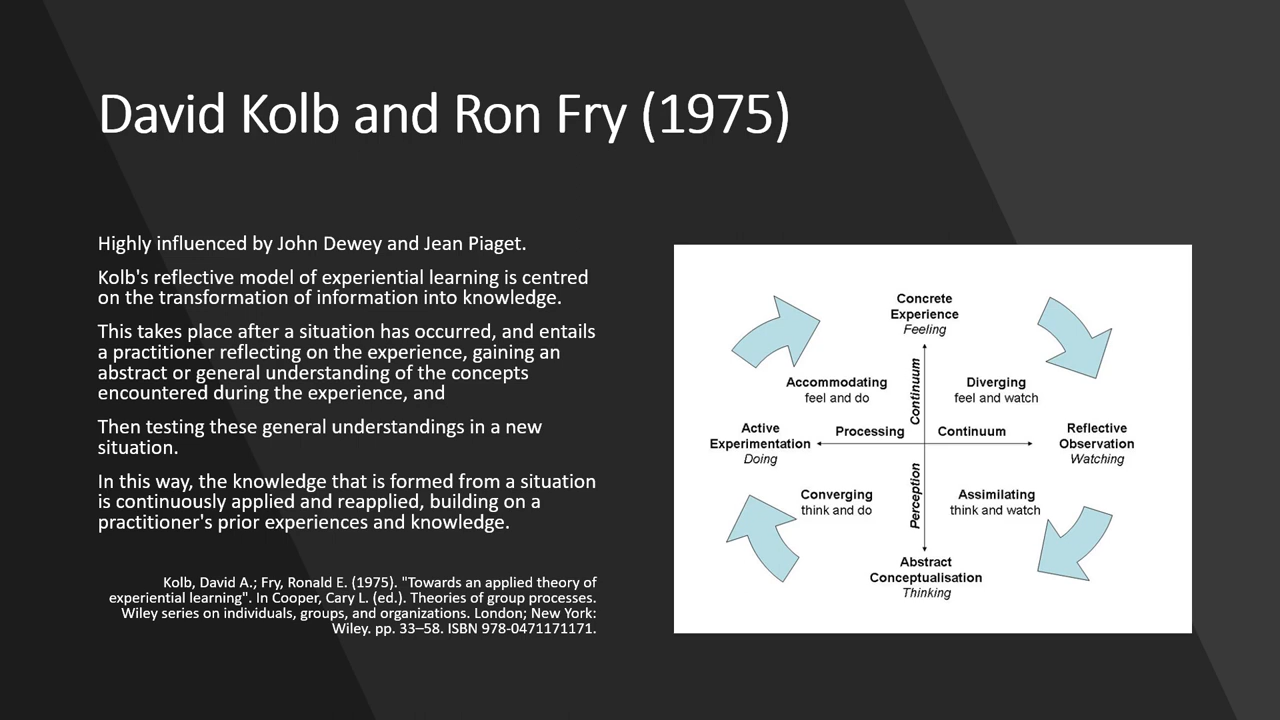 David Kolb and Ron Fry (1975)
Highly influenced by John Dewey and Jean Piaget.
Kolb's reflective model of experiential learning is centred
on the transformation of information into knowledge.
This takes place after a situation has occurred, and entails
a practitioner reflecting on the experience, gaining an
abstract or general understanding of the concepts
encountered during the experience, and
Then testing these general understandings in a new
situation.
In this way, the knowledge that is formed from a situation
is continuously applied and reapplied, building on a
practitioner's prior experiences and knowledge.
Kolb, David A.; Fry, Ronald E. (1975). "Towards an applied theory of
experiential learning". In Cooper, Cary L. (ed.). Theories of group processes.
Wiley series on individuals, groups, and organizations. London; New York:
Wiley. pp. 33–58. ISBN 978-0471171171.
Concrete
Experience
Feeling
Accommodating
feel and do
Continuum
Diverging
feel and watch
Active
Experimentation
Doing
Processing
Continuum
Reflective
Observation
Watching
Converging
think and do
Perception
Assimilating
think and watch
Abstract
Conceptualisation
Thinking